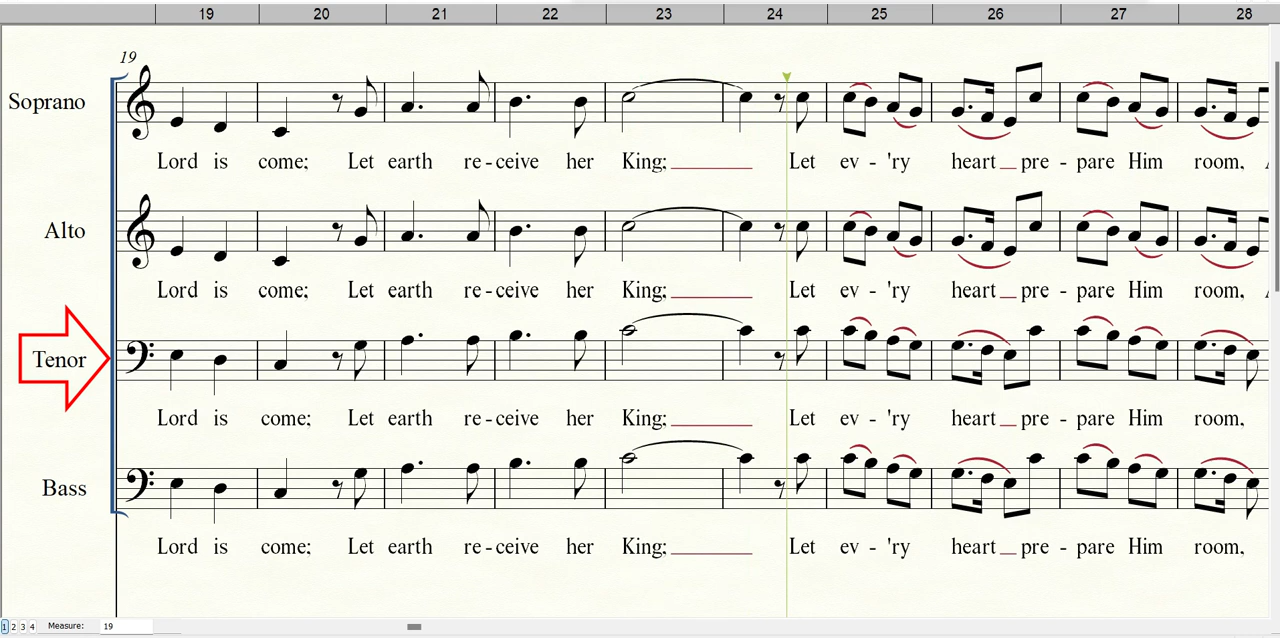 19 20 21 22 23 24 25 26 27 28
19
Soprano
Lord is come; Let earth re - ceive her King; Let ev - 'ry heart pre - pare Him room,
Alto
Lord is come; Let earth re - ceive her King; Let ev - 'ry heart pre - pare Him room,
Tenor
Lord is come; Let earth re - ceive her King; Let ev - 'ry heart pre - pare Him room,
Bass
Lord is come; Let earth re - ceive her King; Let ev - 'ry heart pre - pare Him room,
1 2 3 4 Measure: 19